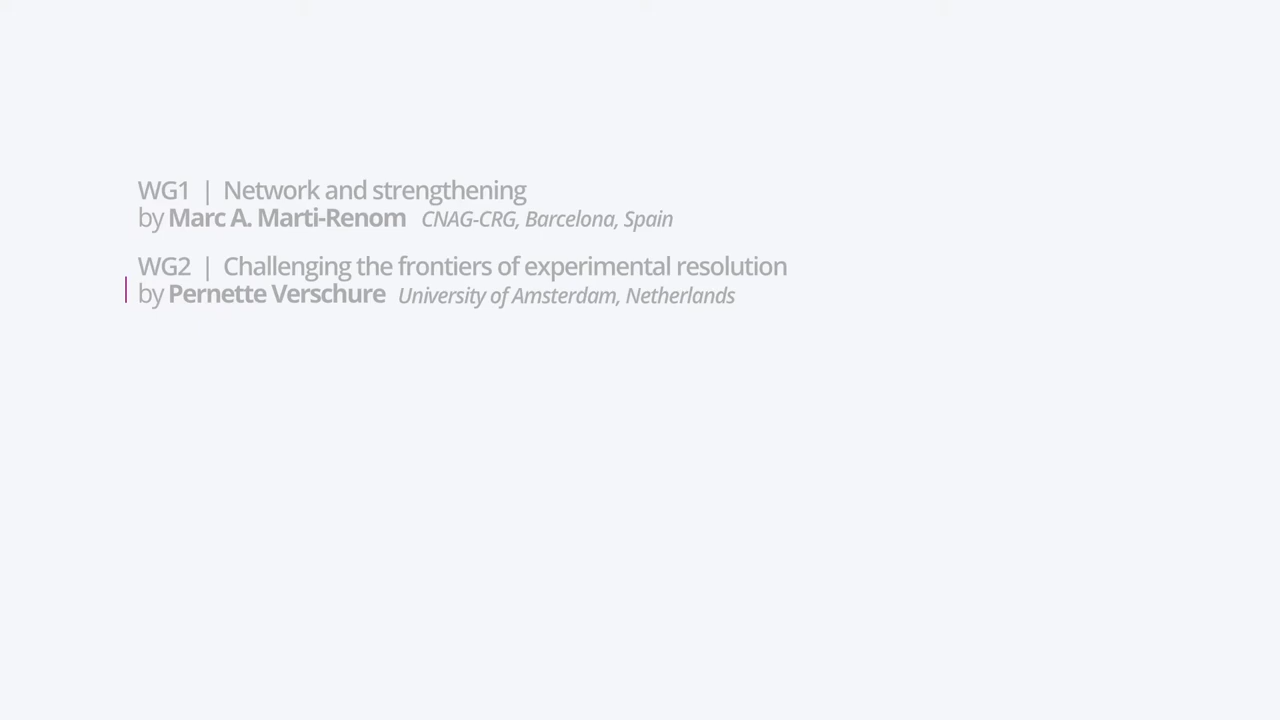 WG1 | Network and strengthening
by Marc A. Marti-Renom CNAG-CRG, Barcelona, Spain
WG2 | Challenging the frontiers of experimental resolution
by Pernette Verschure University of Amsterdam, Netherlands